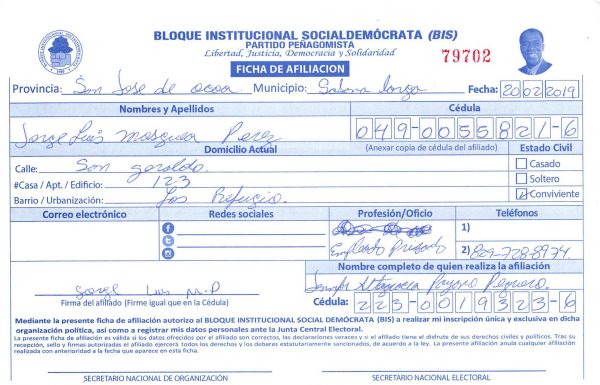 BLOQUE INSTITUCIONAL SOCIALDEMÓCRATA (BIS)
PARTIDO PEÑAGOMISTA
Libertad, Justicia, Democracia y Solidaridad
79702
FICHA DE AFILIACION
Provincia: San Jose de ocoa Municipio: Sabana larga Fecha: 20 02 2019
Nombres y Apellidos Cédula
Jorge Luis Mosquea Perez 049-0055821-6
Domicilio Actual (Anexar copia de cédula del afiliado) Estado Civil
Calle: San geraldo Casado
#Casa / Apt. / Edificio: 123 Soltero
Barrio / Urbanización: Los Refugio. Conviviente
Correo electrónico Redes sociales Profesión/Oficio Teléfonos
1)
Empleado Privado 2) 829-728-8974
Nombre completo de quien realiza la afiliación
Jorge Luis M.P Jennifer Altagracia
Firma del afiliado (Firme igual que en la Cédula) Cédula: 223-0019323-6
Mediante la presente ficha de afiliación autorizo al BLOQUE INSTITUCIONAL SOCIAL DEMÓCRATA (BIS) a realizar mi inscripción única y exclusiva en dicha
organización política, así como a registrar mis datos personales ante la Junta Central Electoral.
La presente ficha de afiliación es válida si los datos ofrecidos por el afiliado son correctos, las declaraciones veraces y si el afiliado tiene el disfrute de sus derechos civiles y políticos. Tras su
recepción, sello y firmas autorizadas el afiliado ejercerá todos los derechos y los deberas estatutariamente sancionados, de acuerdo a la ley. La presente afiliación anula cualquier afiliación
realizada con anterioridad a la fecha que aparece en esta ficha.
SECRETARIO NACIONAL DE ORGANIZACIÓN SECRETARIO NACIONAL ELECTORAL